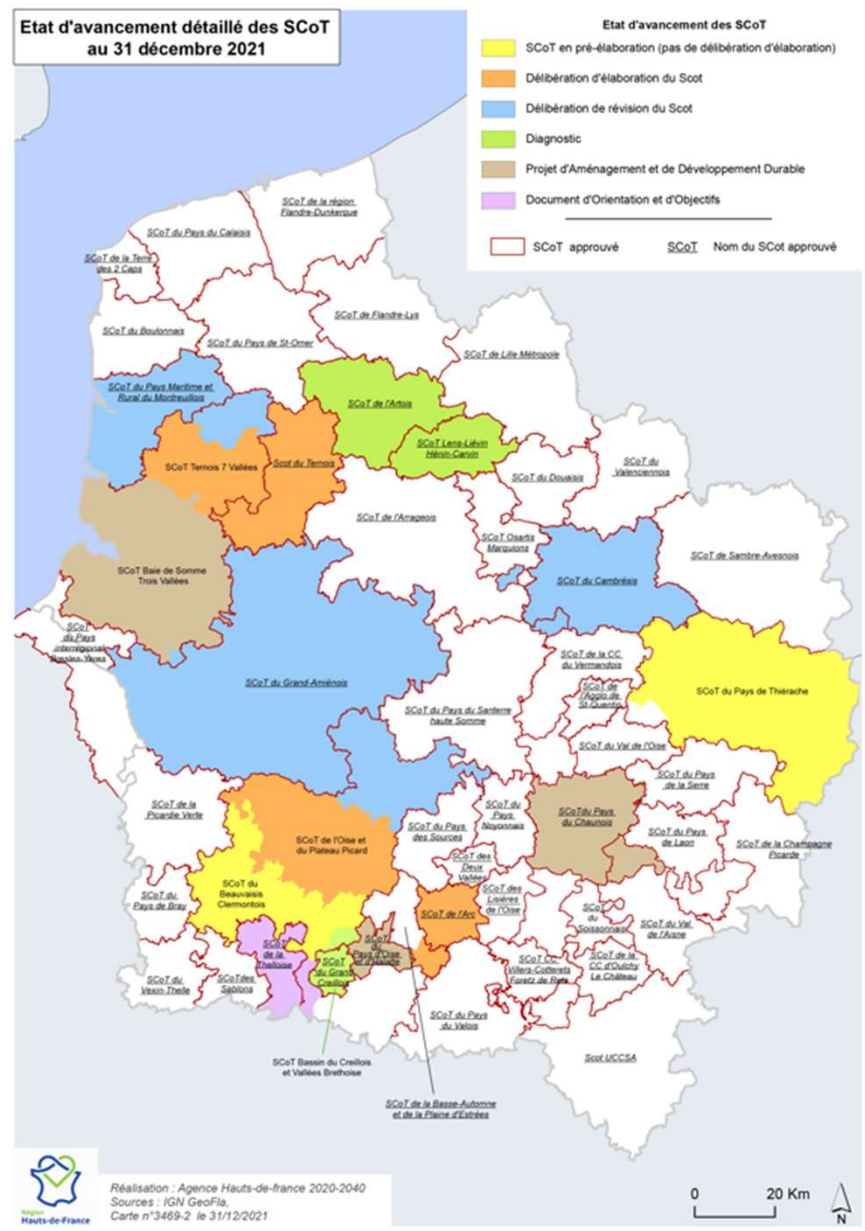 Etat d'avancement détaillé des SCoT
au 31 décembre 2021
Etat d'avancement des SCoT
SCoT en pré-élaboration (pas de délibération d'élaboration)
Délibération d'élaboration du Scot
Délibération de révision du Scot
Diagnostic
Projet d'Aménagement et de Développement Durable
Document d'Orientation et d'Objectifs
SCoT approuvé
SCoT Nom du SCot approuvé
SCoT de la région
Flandre-Dunkerque
SCoT du Pays du Calaisis
SCoT de la Terre
des 2 Caps
SCoT du Boulonnais
SCoT du Pays de St-Omer
SCoT de Flandre-Lys
SCoT de Lille Métropole
SCoT du Pays Maritime et
Rural du Montreuillois
SCoT de l'Artois
SCoT Lens-Liévin
Hénin-Carvin
SCoT Ternois 7 Vallées
Scot du Ternois
SCoT du Douaisis
SCoT du
Valenciennois
SCoT de l'Arrageois
SCoT Osartis
Marquions
SCoT de Sambre-Avesnois
SCoT Baie de Somme
Trois Vallées
SCoT du Cambrésis
SCoT
du Pays
interrégional
Bresles-Yères
SCoT du Grand-Amiénois
SCoT de la CC
du Vermandois
SCoT de
l'Agglo de
St-Quentin
SCoT du Pays de Thiérache
SCoT du Pays du Santerre
haute Somme
SCoT du Val de l'Oise
SCoT du Pays
de la Serre
SCoT de la
Picardie Verte
SCoT de l'Oise et
du Plateau Picard
SCoT du Pays
des Sources
SCoT du
Pays
Noyonnais
SCoTdu Pays
du Chaunois
SCoT du Pays
de Laon
SCoT de la Champagne
Picarde
SCoT des
Deux
Vallées
SCoT du
Pays de Bray
SCoT du
Beauvaisis
Clermontois
SCoT de l'Arc
SCoT des
Lisières
de l'Oise
SCoT
du
Soissonnais
SCoT du Val
de l'Aisne
SCoT
de la
Thelloise
SCoT
du Grand
Creillois
SCoT
du
Pays d'Oise
et d'Halatte
SCoT du
Vexin-Thelle
SCoTdes
Sablons
SCoT CC
Villers-Cotterets
Foretz de Retz
SCoT de la
CC d'Oulchy
Le Château
SCoT du Pays
du Valois
Scot UCCSA
SCoT Bassin du Creillois
et Vallées Brethoise
SCoT de la Basse-Automne
et de la Plaine d'Estrées
Région
Hauts-de-France
Réalisation : Agence Hauts-de-france 2020-2040
Sources : IGN GeoFla,
Carte n°3469-2 le 31/12/2021
0 20 Km
N